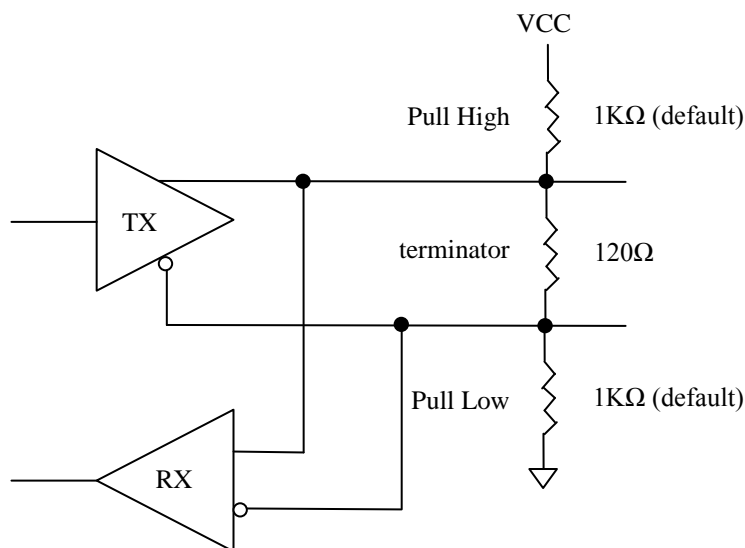 VCC
Pull High
1KΩ (default)
TX
terminator
120Ω
Pull Low
1KΩ (default)
RX